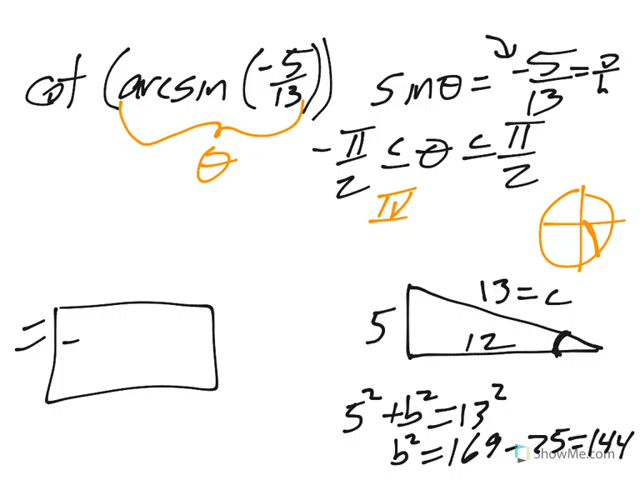 cot (arcsin (-5/13)) sinθ = -5/13 = o/h
θ
-π/2 ≤ θ ≤ π/2
IV
13 = c
5
12
= -
5² + b² = 13²
b² = 169 - 25 = 144
ShowMe.com